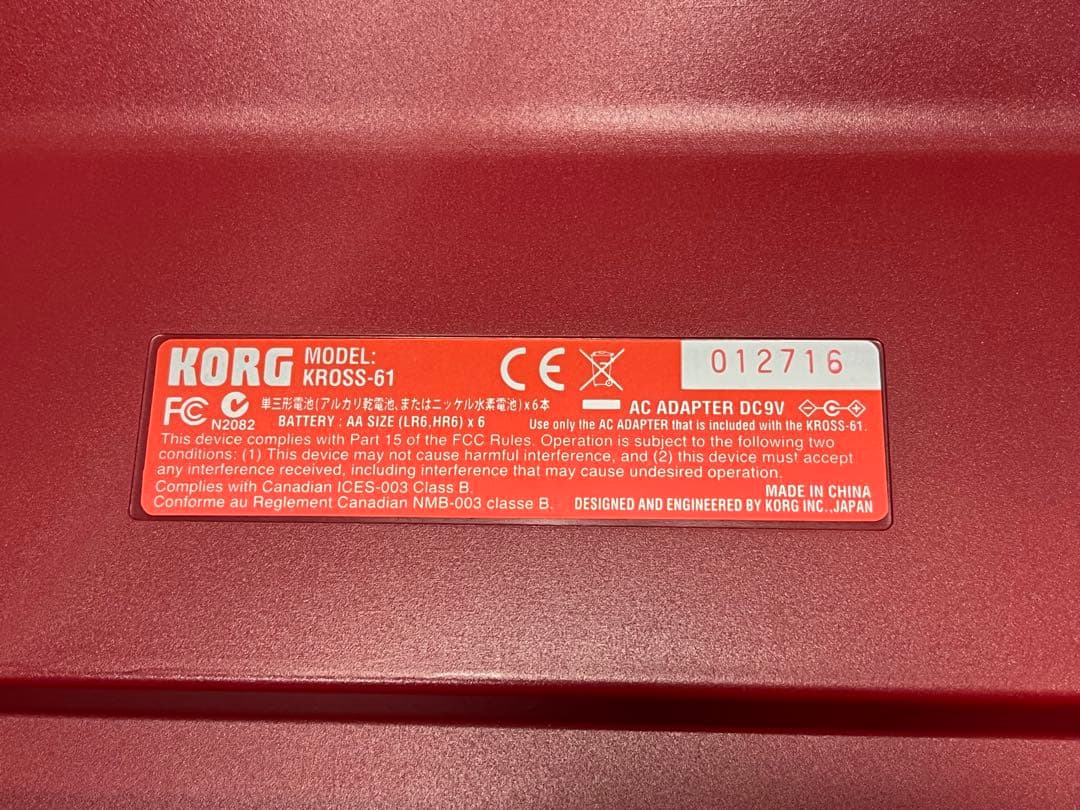 KORG MODEL:
KROSS-61
012716
FC N2082
単三形電池(アルカリ乾電池、またはニッケル水素電池)x6本
BATTERY : AA SIZE (LR6,HR6) x 6
AC ADAPTER DC9V
Use only the AC ADAPTER that is included with the KROSS-61.
This device complies with Part 15 of the FCC Rules. Operation is subject to the following two
conditions: (1) This device may not cause harmful interference, and (2) this device must accept
any interference received, including interference that may cause undesired operation.
Complies with Canadian ICES-003 Class B.
Conforme au Reglement Canadian NMB-003 classe B.
MADE IN CHINA
DESIGNED AND ENGINEERED BY KORG INC.,JAPAN